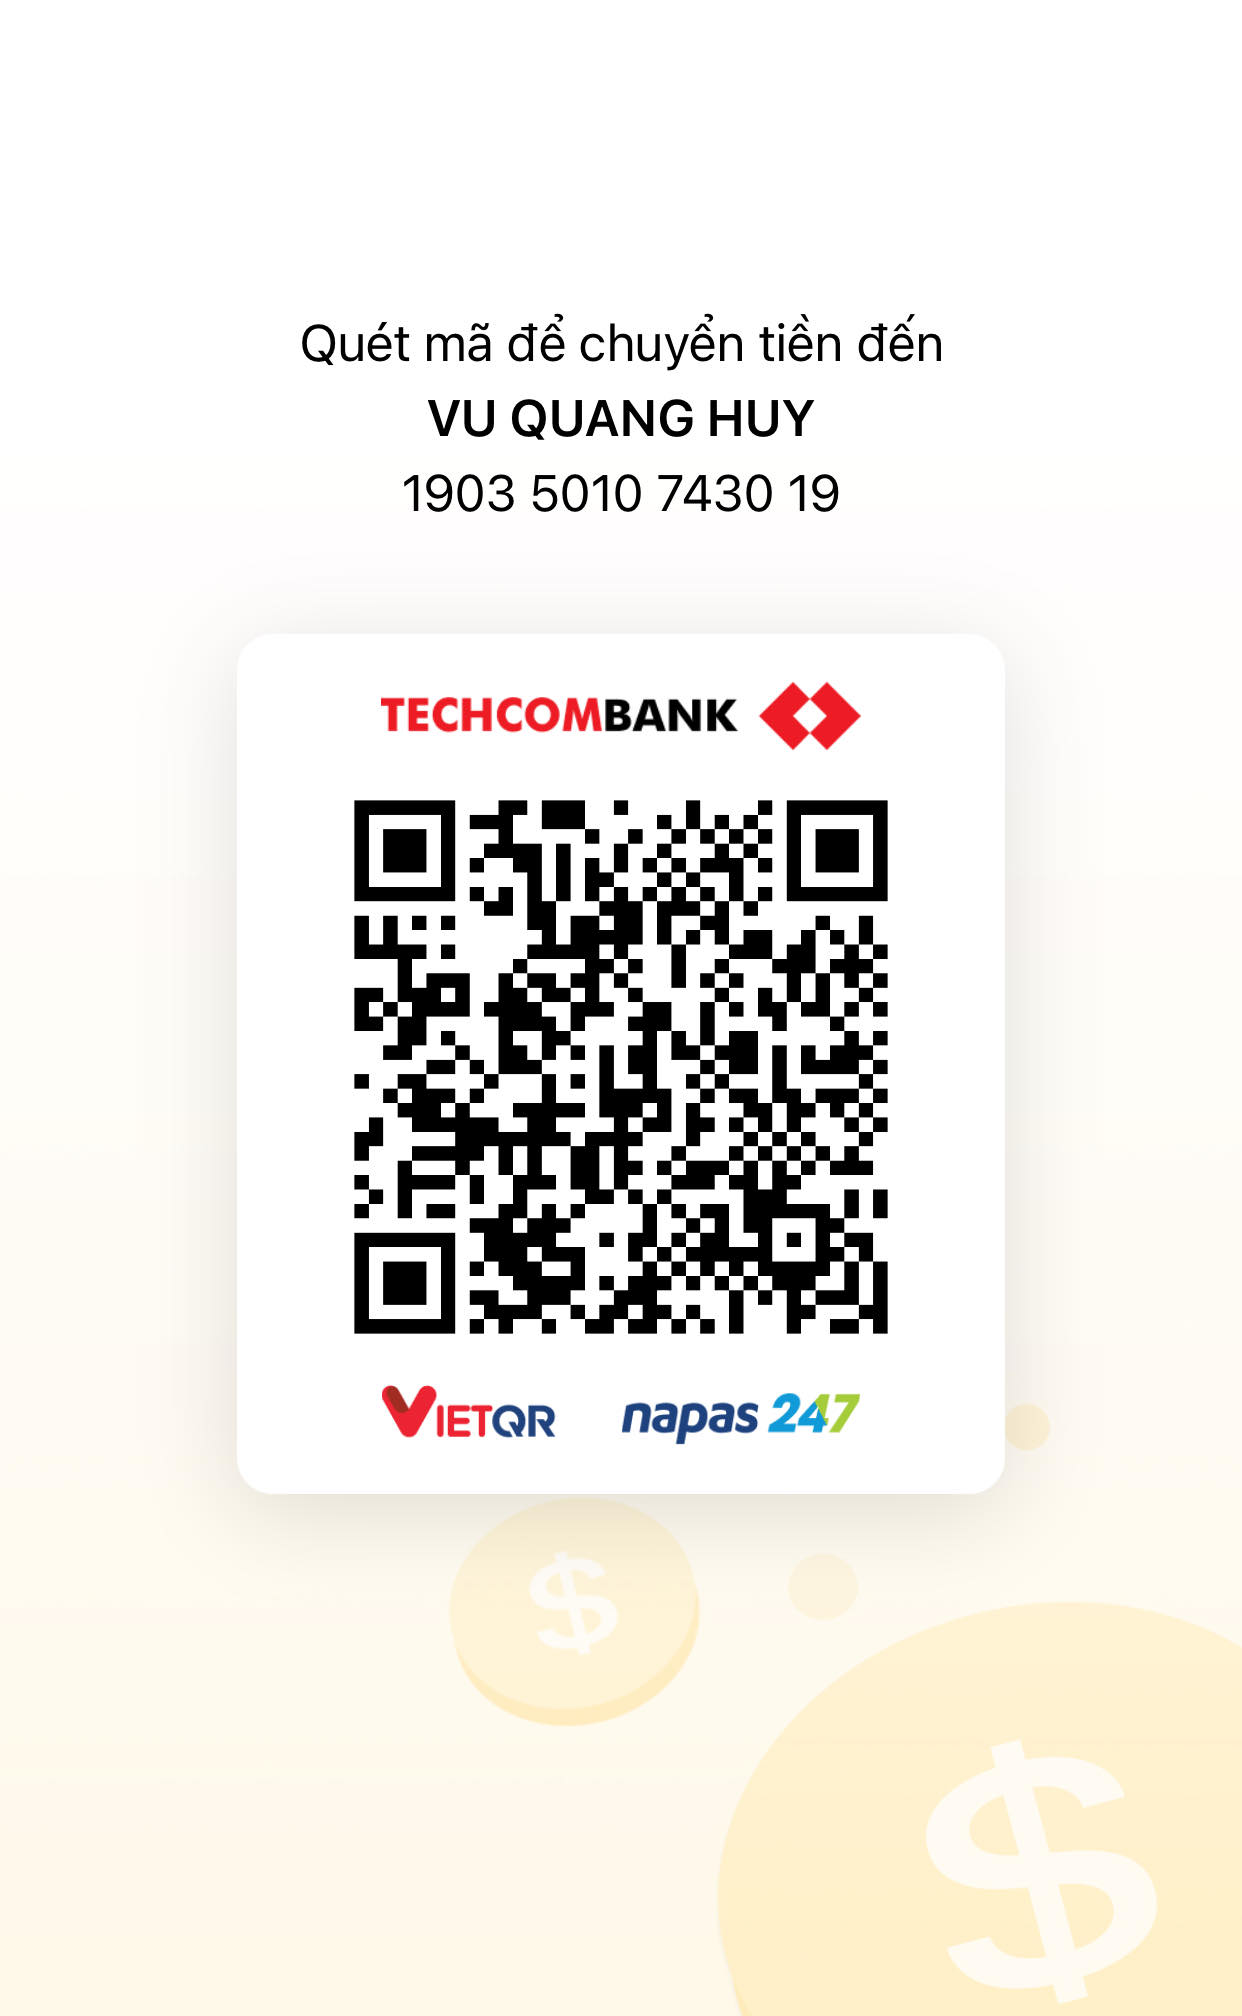 Quét mã để chuyển tiền đến
VU QUANG HUY
1903 5010 7430 19
TECHCOMBANK
VIETQR
napas 247
$
$